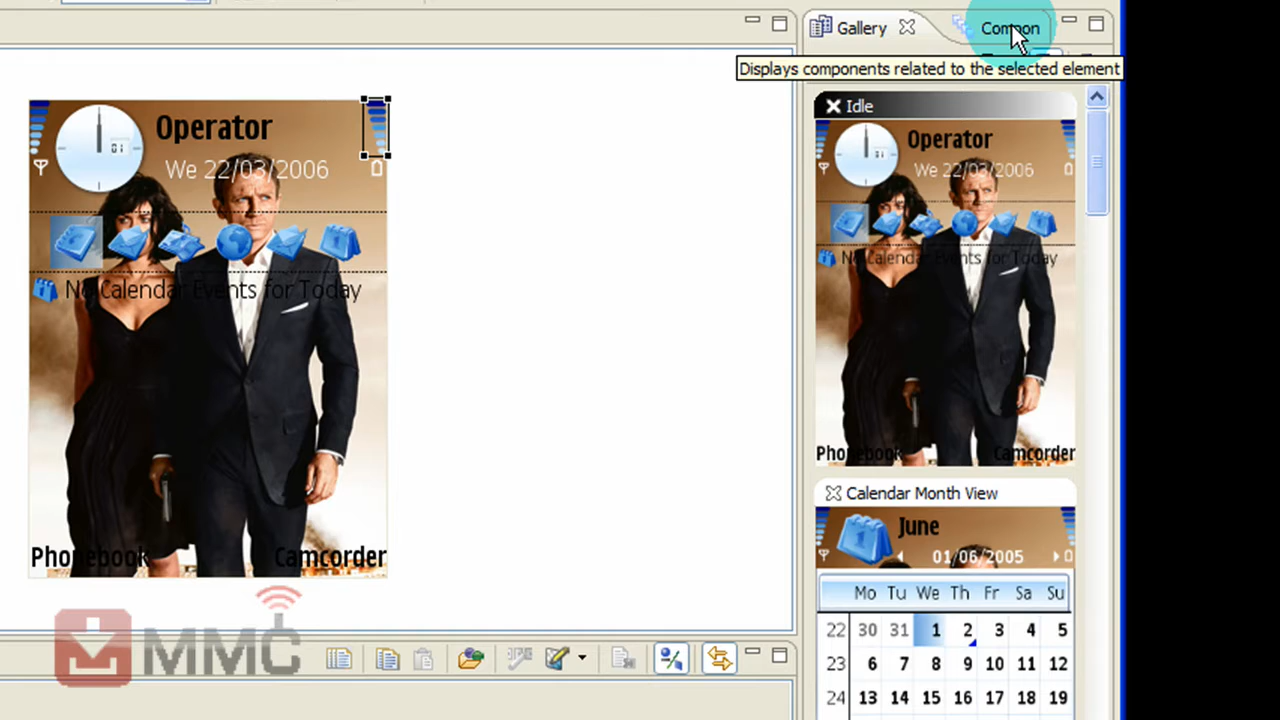 Gallery
Compon
Displays components related to the selected element
Operator
We 22/03/2006
No Calendar Events for Today
Phonebook
Camcorder
Idle
Operator
We 22/03/2006
No Calendar Events for Today
Phonebook
Camcorder
Calendar Month View
June
01/06/2005
Mo Tu We Th Fr Sa Su
22 30 31 1 2 3 4 5
23 6 7 8 9 10 11 12
24 13 14 15 16 17 18 19
MMC